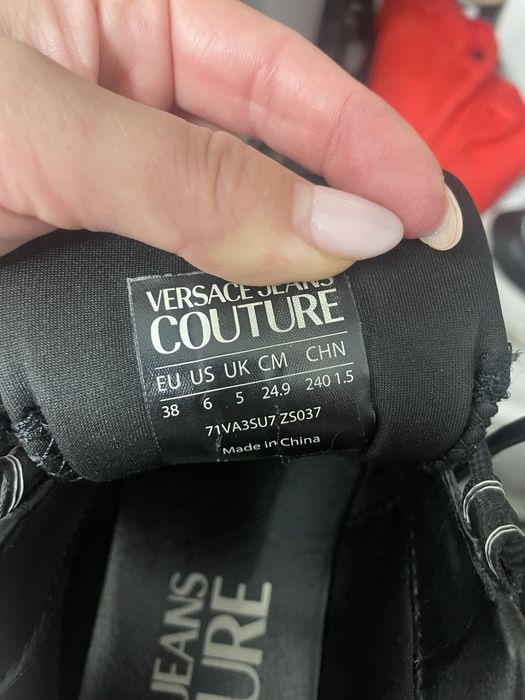 VERSACE JEANS
COUTURE
EU US UK CM CHN
38 6 5 24.9 240 1.5
71VA3SU7 ZS037
Made in China
JEANS
URE